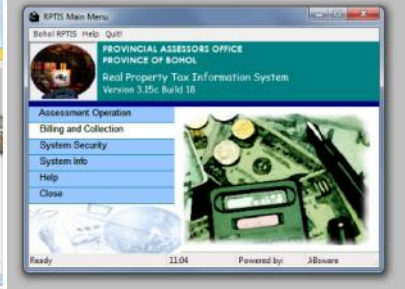 RPTIS Main Menu
Bohol RPTIS Help Quit!
PROVINCIAL ASSESSORS OFFICE
PROVINCE OF BOHOL
Real Property Tax Information System
Version 3.15c Build 18
Assessment Operation
Billing and Collection
System Security
System Info
Help
Close
Ready 11:04 Powered by: JiBsware